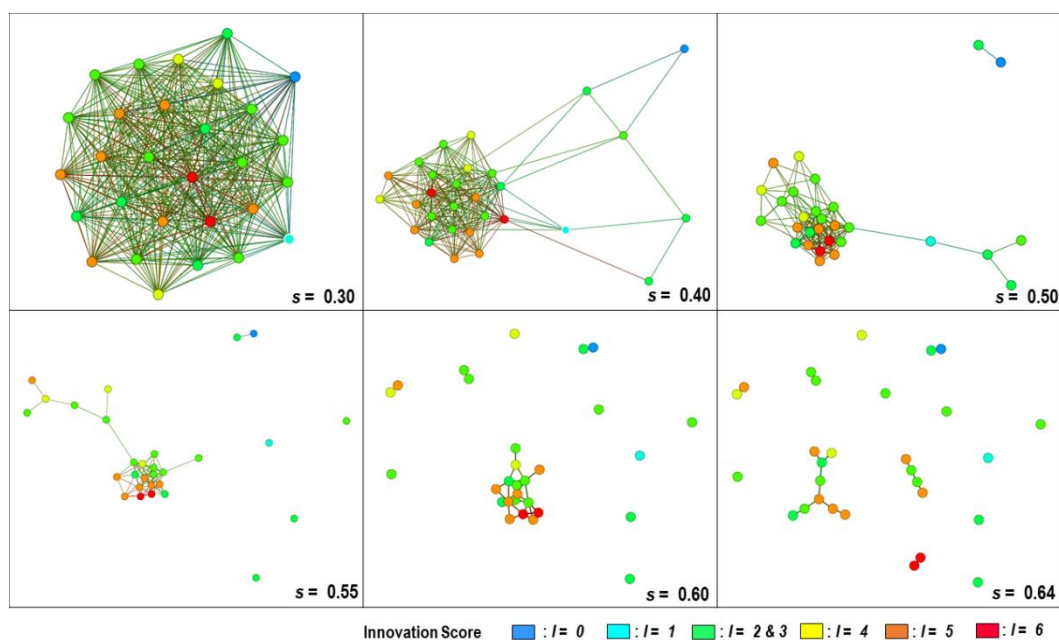 s = 0.30
s = 0.40
s = 0.50
s = 0.55
s = 0.60
s = 0.64
Innovation Score : I = 0 : I = 1 : I = 2 & 3 : I = 4 : I = 5 : I = 6